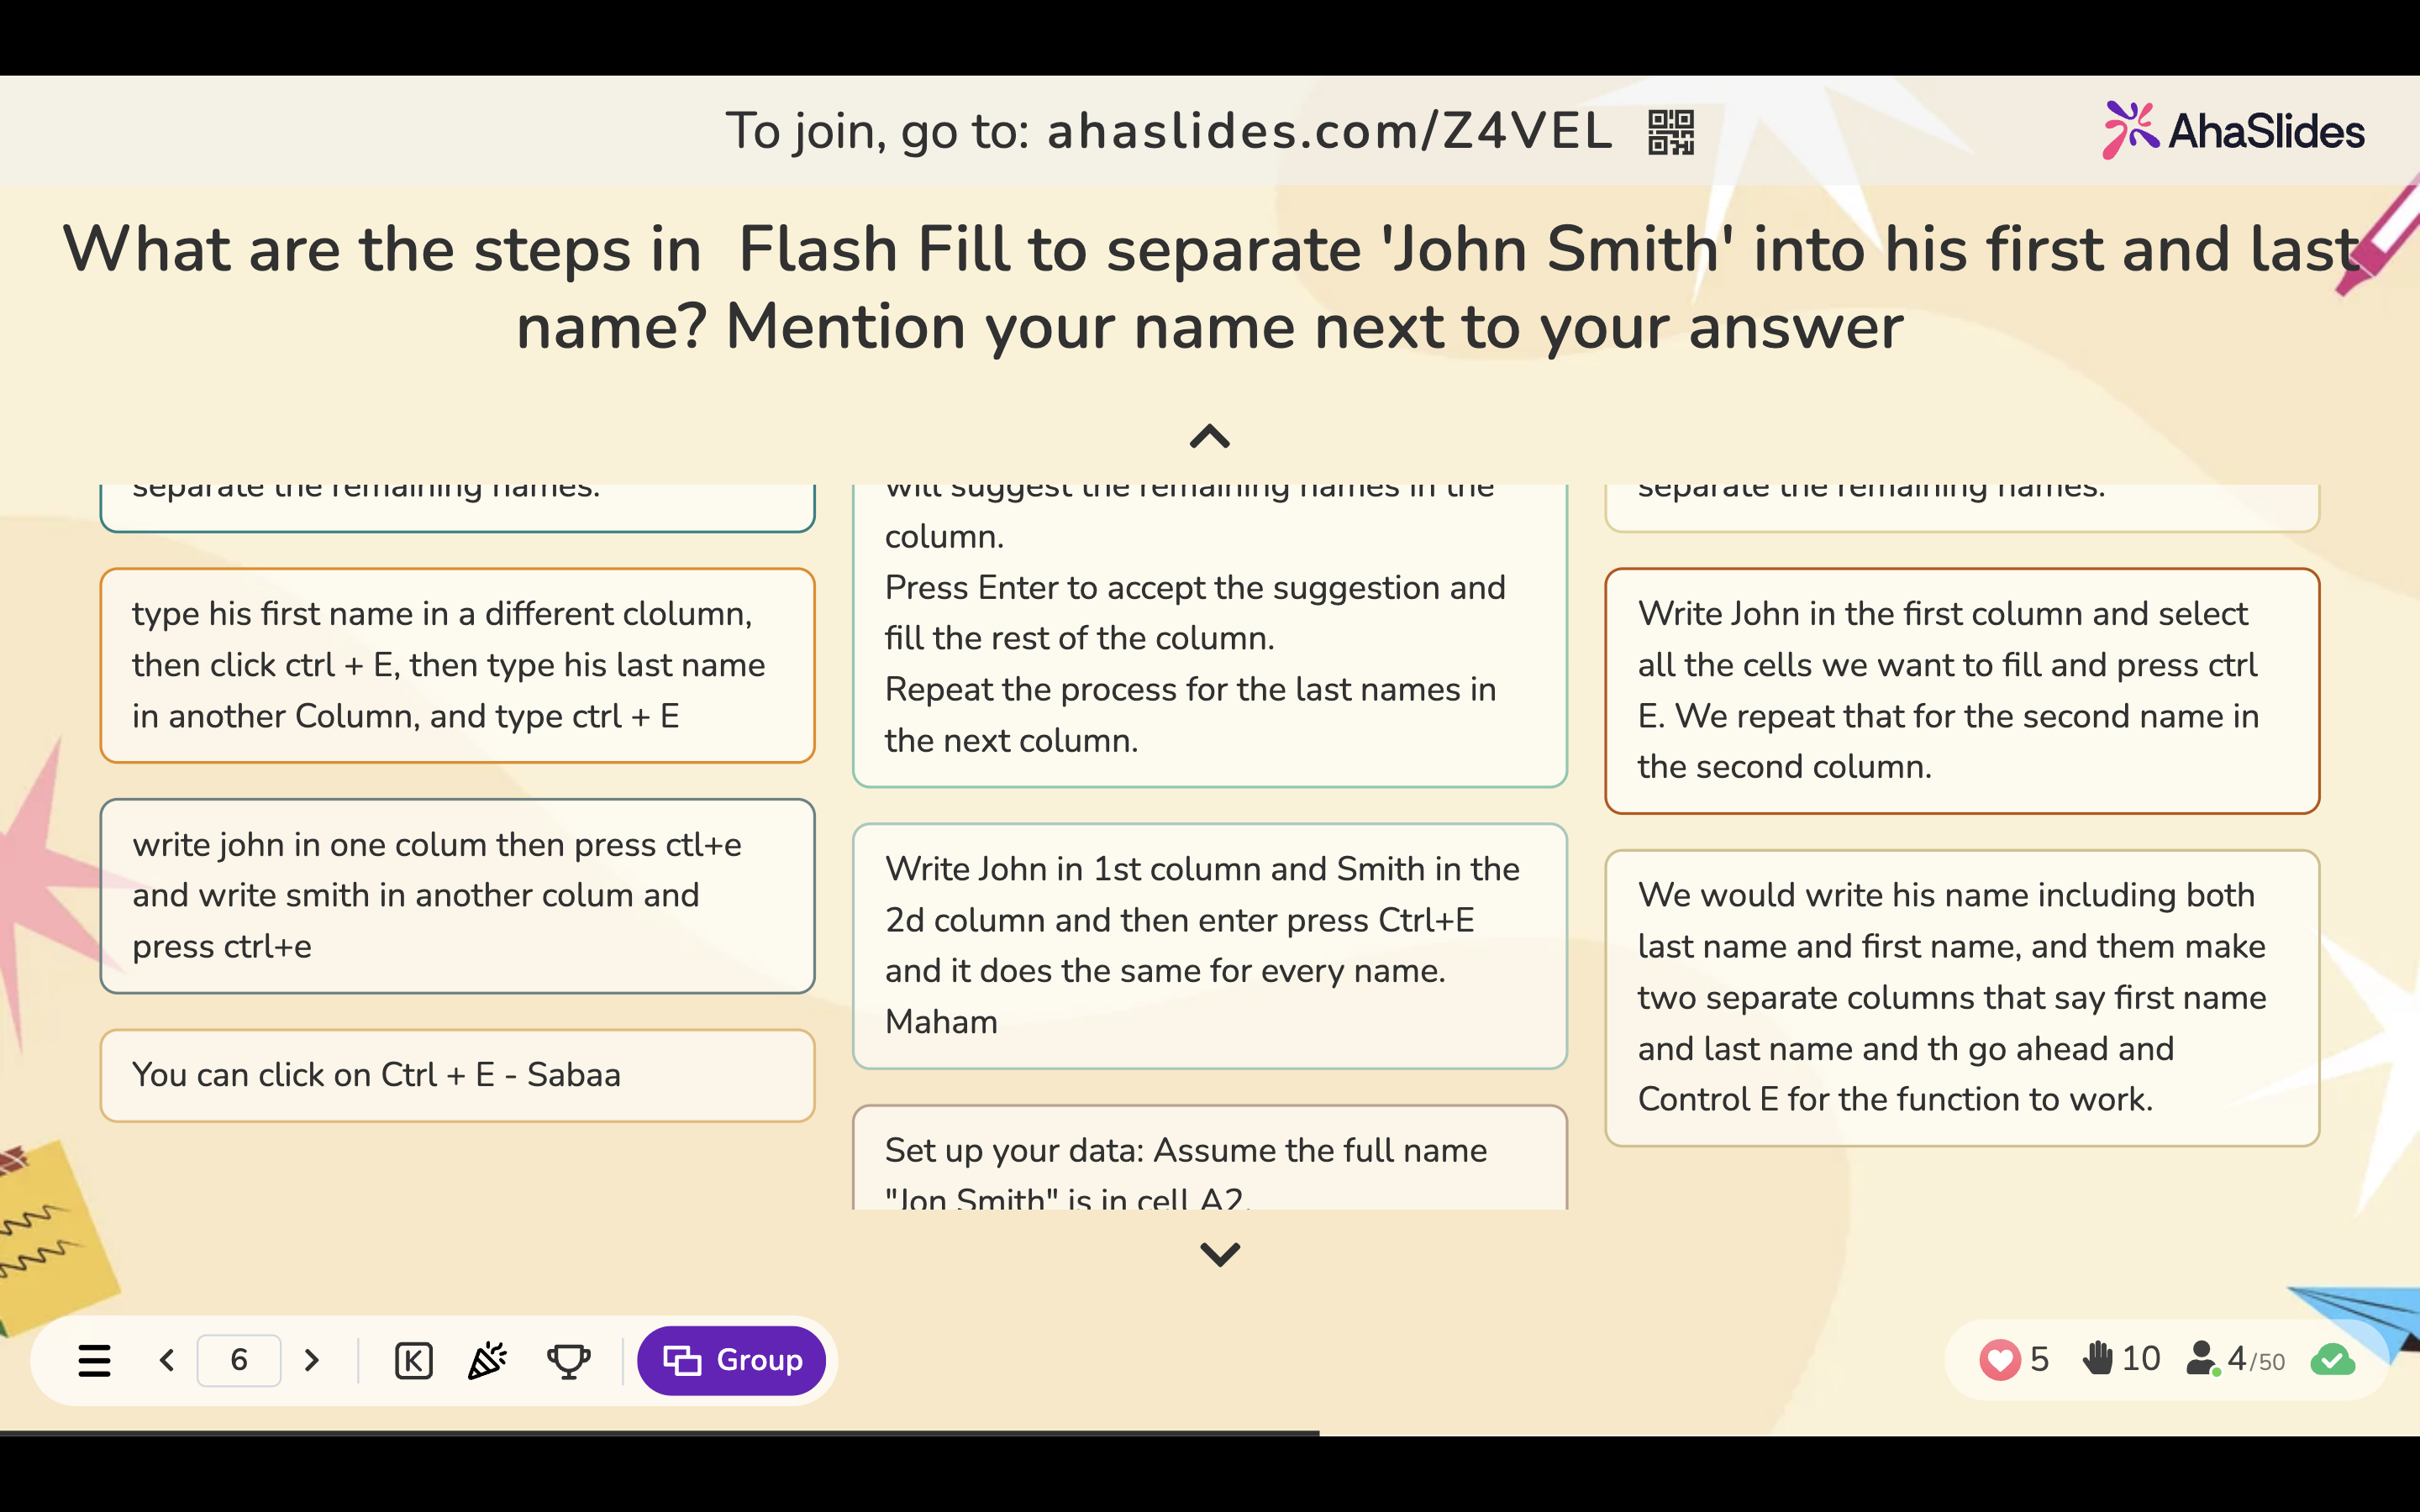 To join, go to: ahaslides.com/Z4VEL
AhaSlides
What are the steps in  Flash Fill to separate 'John Smith' into his first and last
name? Mention your name next to your answer
separate the remaining names.
type his first name in a different clolumn,
then click ctrl + E, then type his last name
in another Column, and type ctrl + E
write john in one colum then press ctl+e
and write smith in another colum and
press ctrl+e
You can click on Ctrl + E - Sabaa
will suggest the remaining names in the
column.
Press Enter to accept the suggestion and
fill the rest of the column.
Repeat the process for the last names in
the next column.
Write John in 1st column and Smith in the
2d column and then enter press Ctrl+E
and it does the same for every name.
Maham
Set up your data: Assume the full name
"Jon Smith" is in cell A2.
separate the remaining names.
Write John in the first column and select
all the cells we want to fill and press ctrl
E. We repeat that for the second name in
the second column.
We would write his name including both
last name and first name, and them make
two separate columns that say first name
and last name and th go ahead and
Control E for the function to work.
6
K
Group
5
10
4/50